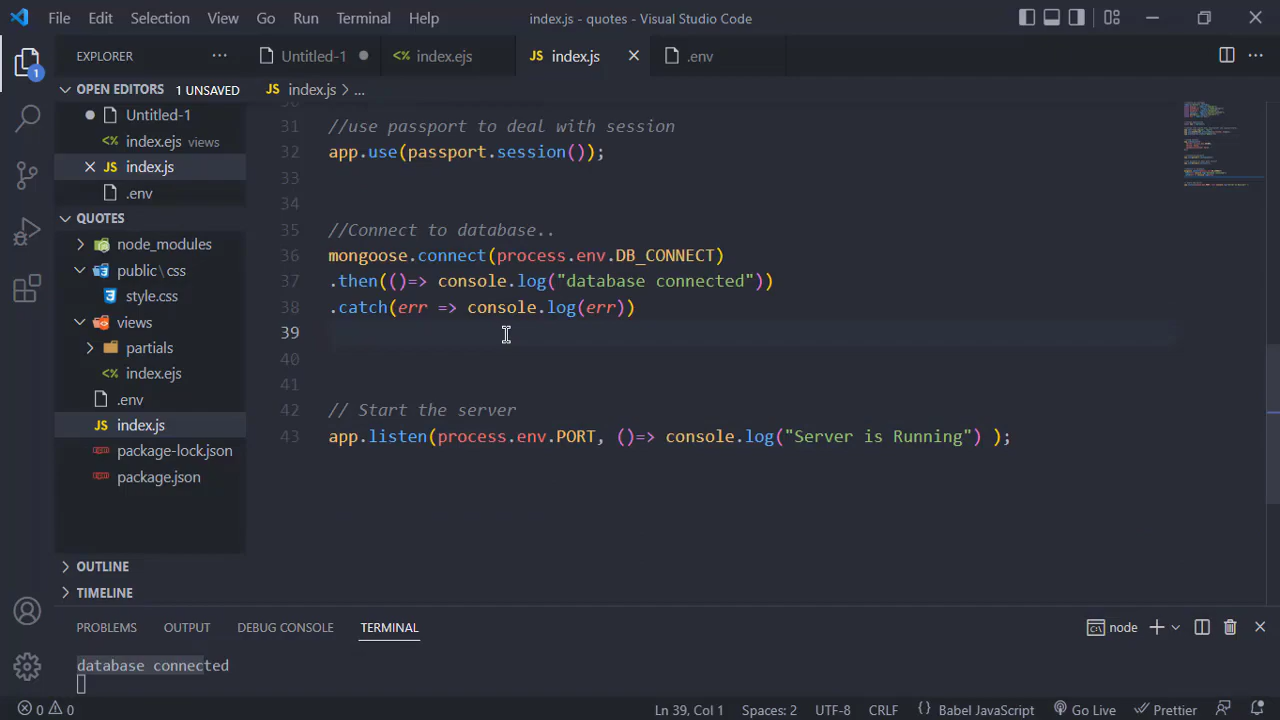 File Edit Selection View Go Run Terminal Help index.js - quotes - Visual Studio Code
EXPLORER ··· Untitled-1 index.ejs JS index.js .env ···
OPEN EDITORS 1 UNSAVED
JS index.js > ...
Untitled-1
index.ejs views
JS index.js
.env
QUOTES
node_modules
public\css
style.css
views
partials
index.ejs
.env
JS index.js
package-lock.json
package.json
OUTLINE
TIMELINE
1
31 //use passport to deal with session
32 app.use(passport.session());
33
34
35 //Connect to database..
36 mongoose.connect(process.env.DB_CONNECT)
37 .then(()=> console.log("database connected"))
38 .catch(err => console.log(err))
39
40
41
42 // Start the server
43 app.listen(process.env.PORT, ()=> console.log("Server is Running") );
PROBLEMS OUTPUT DEBUG CONSOLE TERMINAL node
database connected
0 0 Ln 39, Col 1 Spaces: 2 UTF-8 CRLF {} Babel JavaScript Go Live Prettier